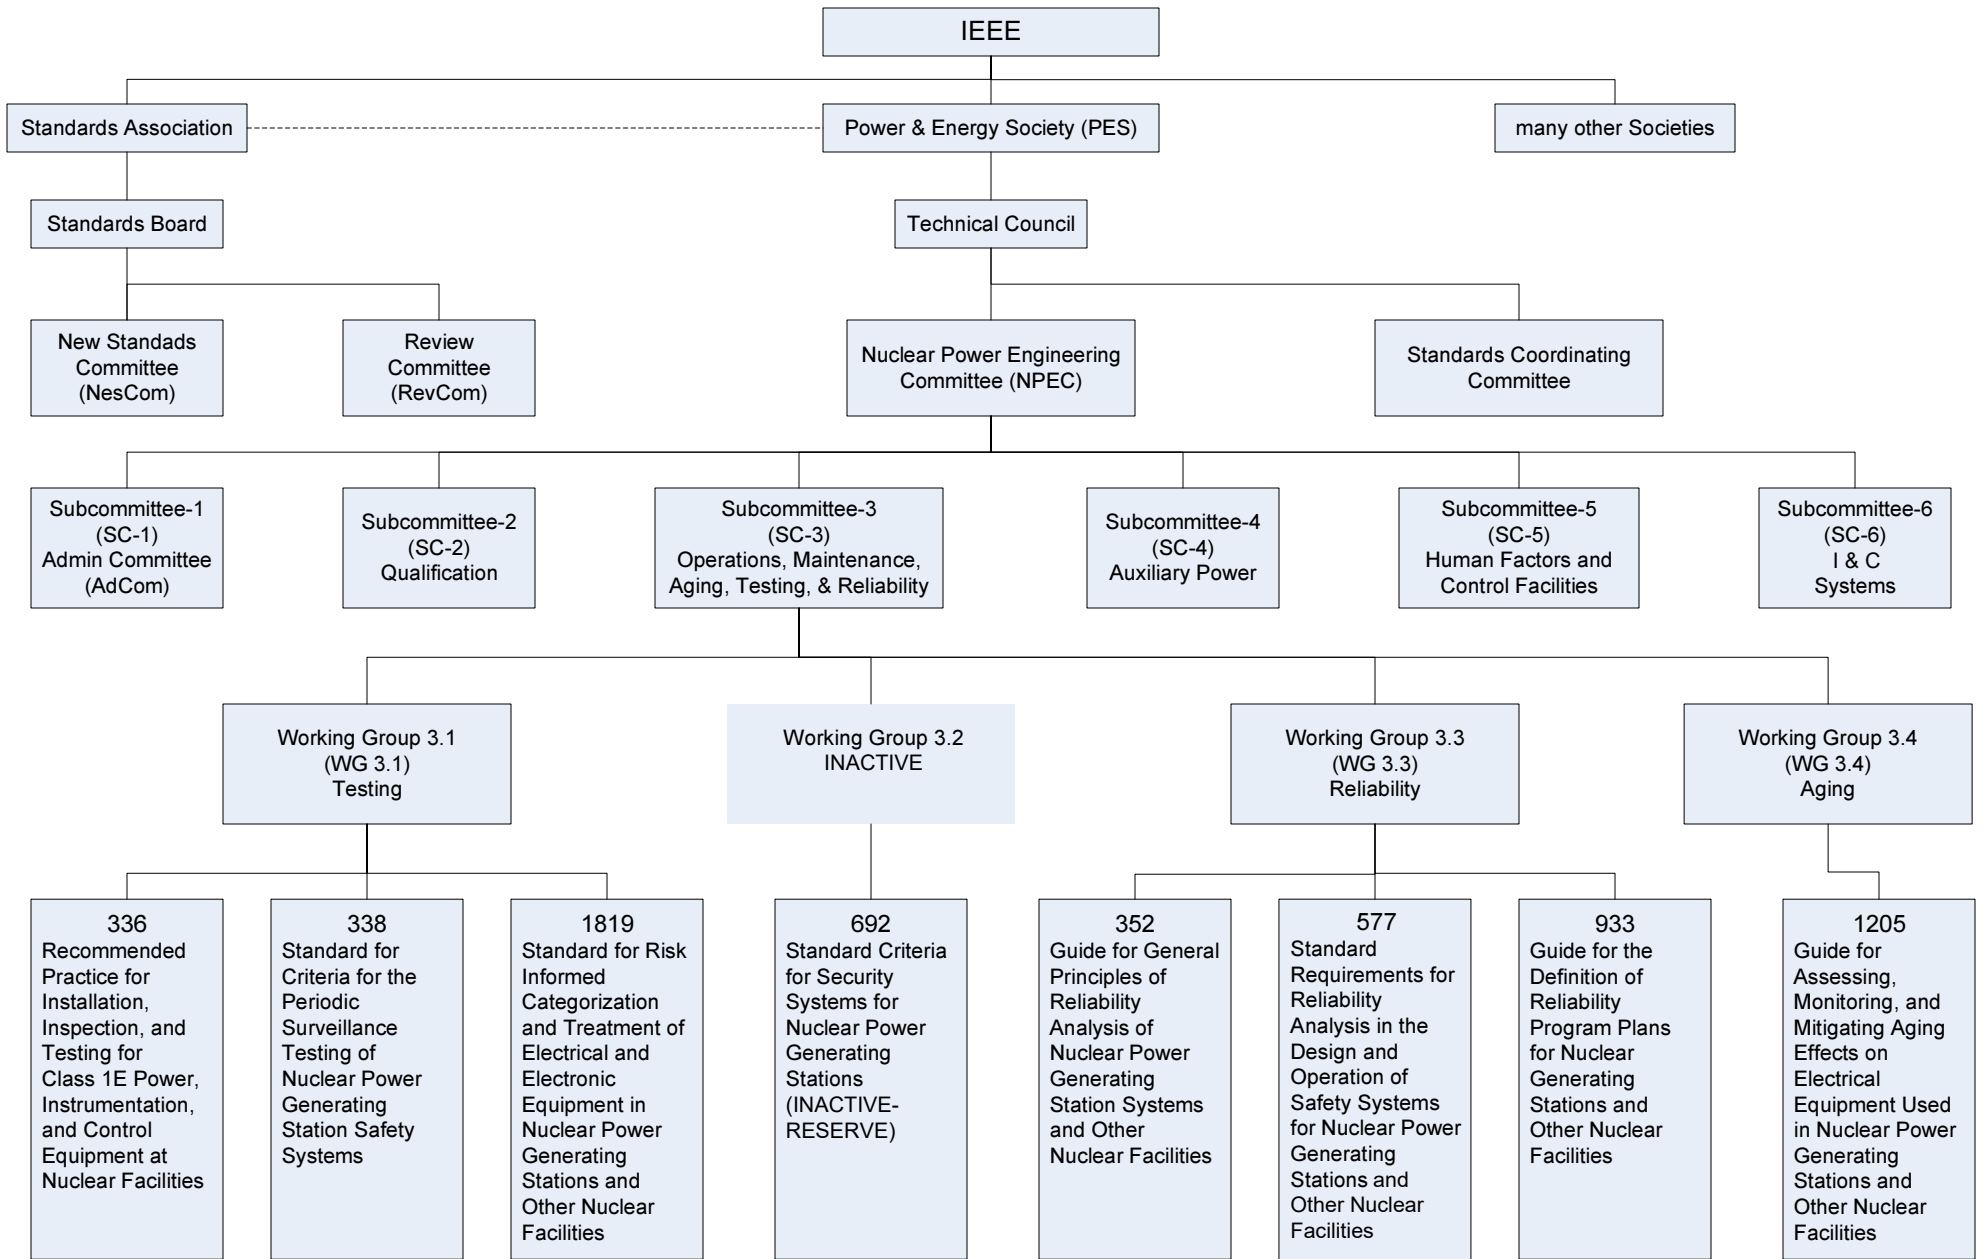 IEEE
Standards Association
Power & Energy Society (PES)
many other Societies
Standards Board
Technical Council
New Standads
Committee
(NesCom)
Review
Committee
(RevCom)
Nuclear Power Engineering
Committee (NPEC)
Standards Coordinating
Committee
Subcommittee-1
(SC-1)
Admin Committee
(AdCom)
Subcommittee-2
(SC-2)
Qualification
Subcommittee-3
(SC-3)
Operations, Maintenance,
Aging, Testing, & Reliability
Subcommittee-4
(SC-4)
Auxiliary Power
Subcommittee-5
(SC-5)
Human Factors and
Control Facilities
Subcommittee-6
(SC-6)
I & C
Systems
Working Group 3.1
(WG 3.1)
Testing
Working Group 3.2
INACTIVE
Working Group 3.3
(WG 3.3)
Reliability
Working Group 3.4
(WG 3.4)
Aging
336
Recommended
Practice for
Installation,
Inspection, and
Testing for
Class 1E Power,
Instrumentation,
and Control
Equipment at
Nuclear Facilities
338
Standard for
Criteria for the
Periodic
Surveillance
Testing of
Nuclear Power
Generating
Station Safety
Systems
1819
Standard for Risk
Informed
Categorization
and Treatment of
Electrical and
Electronic
Equipment in
Nuclear Power
Generating
Stations and
Other Nuclear
Facilities
692
Standard Criteria
for Security
Systems for
Nuclear Power
Generating
Stations
(INACTIVE-
RESERVE)
352
Guide for General
Principles of
Reliability
Analysis of
Nuclear Power
Generating
Station Systems
and Other
Nuclear Facilities
577
Standard
Requirements for
Reliability
Analysis in the
Design and
Operation of
Safety Systems
for Nuclear Power
Generating
Stations and
Other Nuclear
Facilities
933
Guide for the
Definition of
Reliability
Program Plans
for Nuclear
Generating
Stations and
Other Nuclear
Facilities
1205
Guide for
Assessing,
Monitoring, and
Mitigating Aging
Effects on
Electrical
Equipment Used
in Nuclear Power
Generating
Stations and
Other Nuclear
Facilities